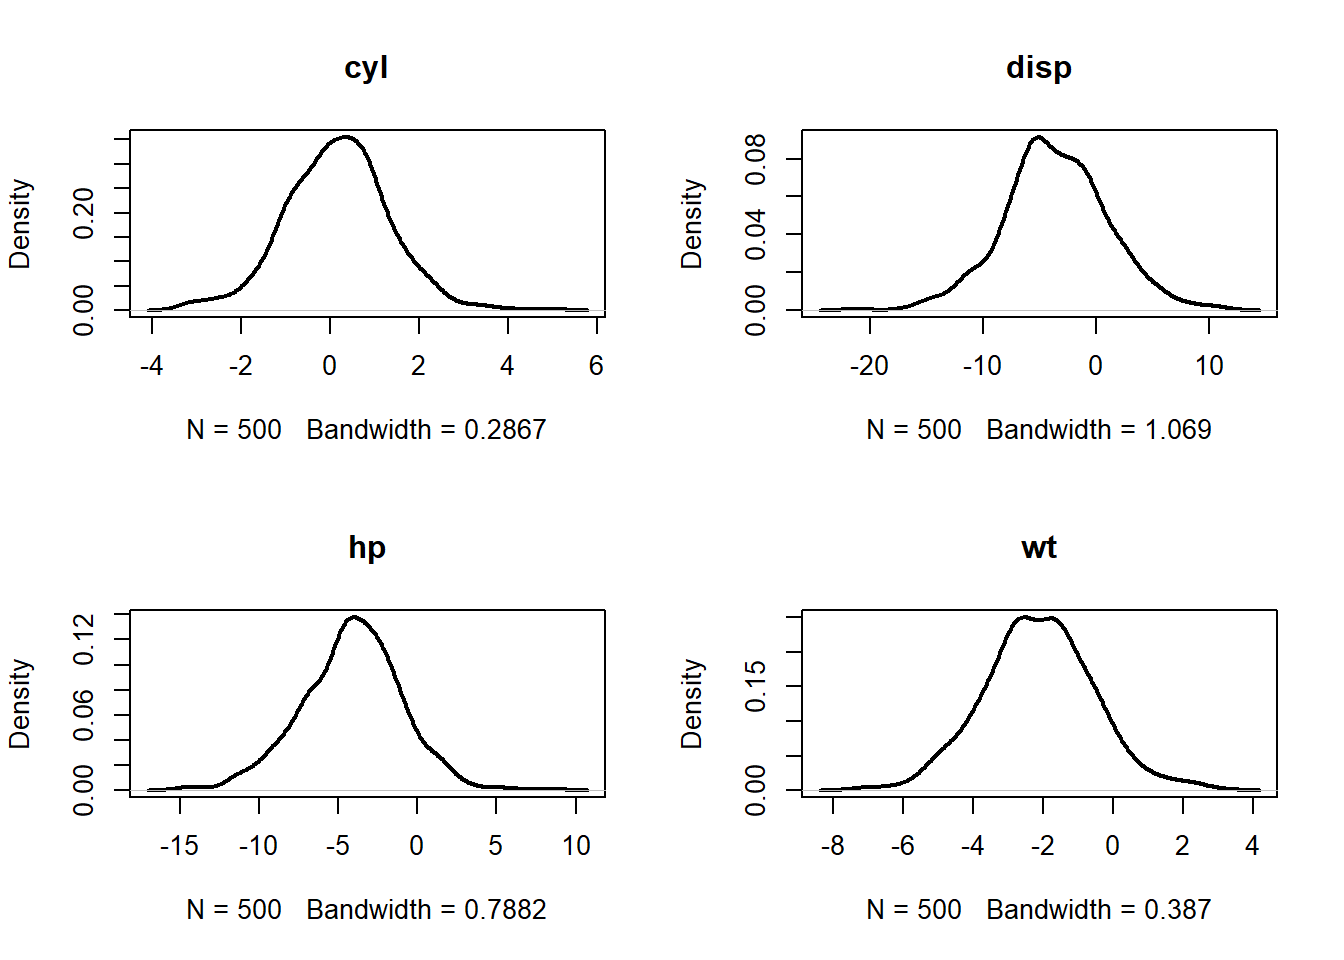 cyl
Density
0.00 0.20
-4 -2 0 2 4 6
N = 500 Bandwidth = 0.2867
disp
Density
0.00 0.04 0.08
-20 -10 0 10
N = 500 Bandwidth = 1.069
hp
Density
0.00 0.06 0.12
-15 -10 -5 0 5 10
N = 500 Bandwidth = 0.7882
wt
Density
0.00 0.15
-8 -6 -4 -2 0 2 4
N = 500 Bandwidth = 0.387